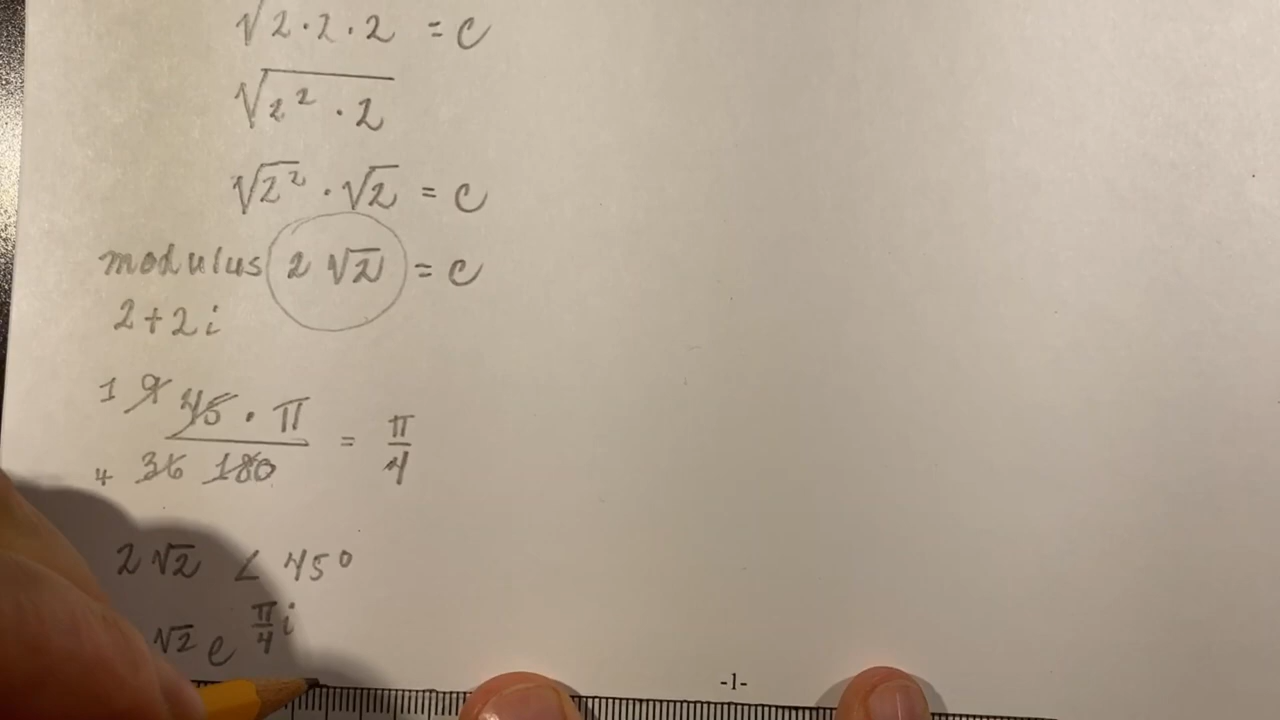 √2·2·2 = c
√2² · 2
√2² · √2 = c
modulus 2 √2 = c
2+2i
1 9 45 · π
4 36 180 = π/4
2 √2 ∠ 45°
√2 e^π/4 i
-1-